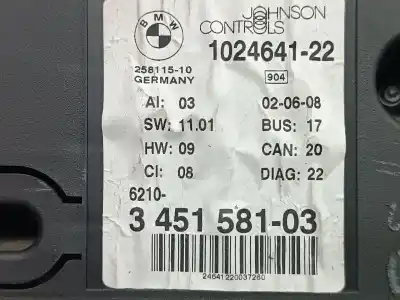 BMW
JOHNSON
CONTROLS
1024641-22
258115-10
GERMANY
904
AI: 03 02-06-08
SW: 11.01 BUS: 17
HW: 09 CAN: 20
CI: 08 DIAG: 22
6210-
3 451 581-03
24641220037260